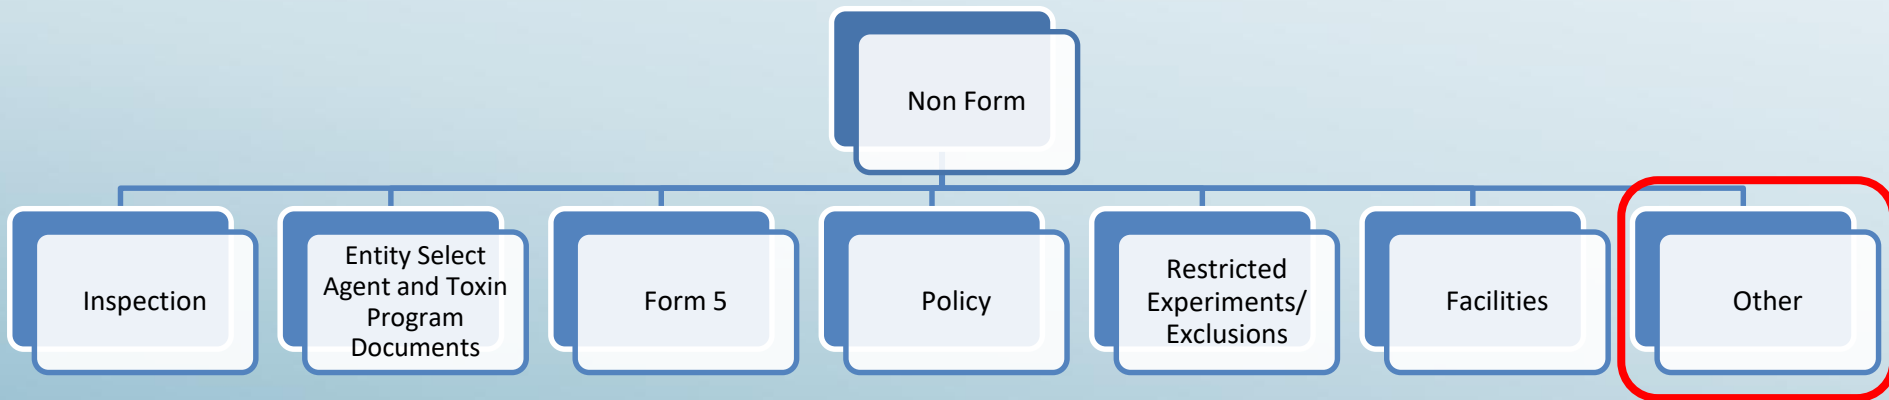 Non Form
Inspection
Entity Select
Agent and Toxin
Program
Documents
Form 5
Policy
Restricted
Experiments/
Exclusions
Facilities
Other